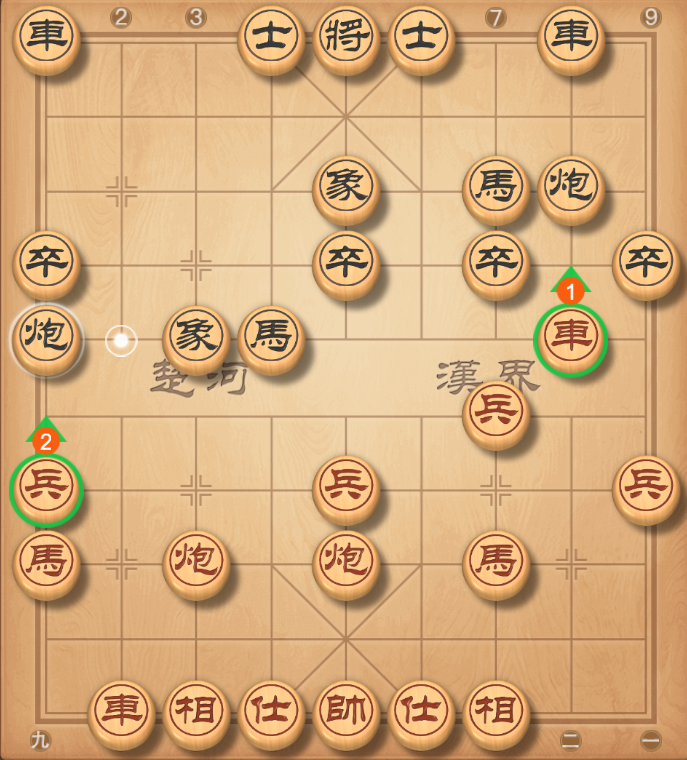 2 3 7 9
車 士 將 士 車
象 馬 炮
卒 卒 卒 卒
1
炮 象 馬 車
楚河 漢界
兵
2
兵 兵 兵
馬 炮 炮 馬
車 相 仕 帥 仕 相
九 二 一